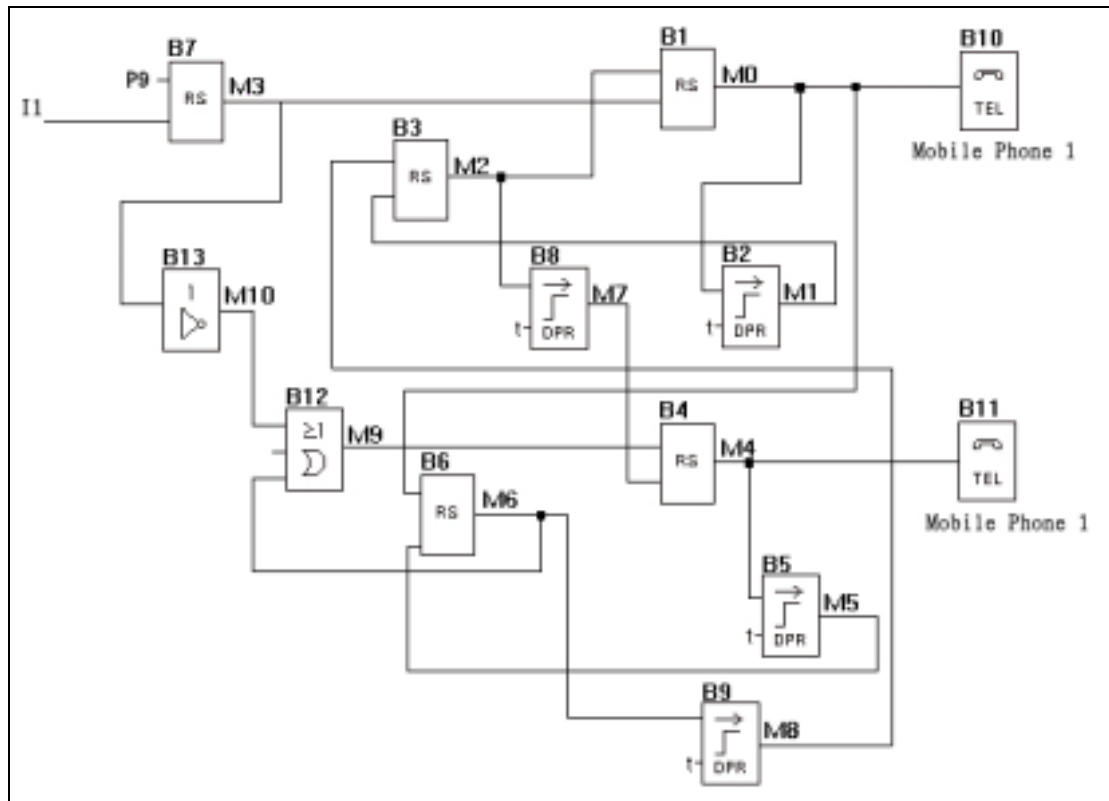 B7
P9
RS
M3
I1
B1
RS
M0
B10
TEL
Mobile Phone 1
B3
RS
M2
B13
1
M10
B8
M7
t
DPR
B2
M1
t
DPR
B12
≥1
M9
B6
RS
M6
B4
RS
M4
B11
TEL
Mobile Phone 1
B5
M5
t
DPR
B9
M8
t
DPR